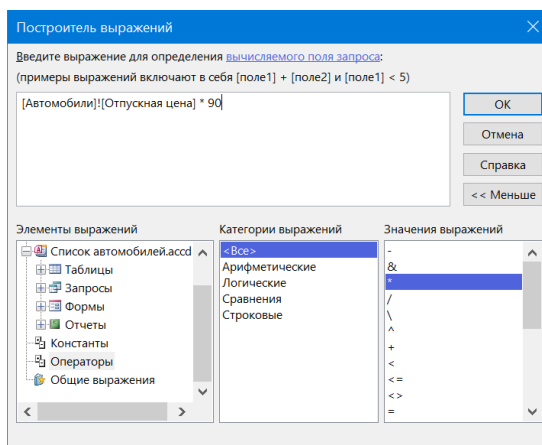 Построитель выражений
Введите выражение для определения вычисляемого поля запроса:
(примеры выражений включают в себя [поле1] + [поле2] и [поле1] < 5)
[Автомобили]![Отпускная цена] * 90
ОК
Отмена
Справка
<< Меньше
Элементы выражений
Список автомобилей.accd
Таблицы
Запросы
Формы
Отчеты
Константы
Операторы
Общие выражения
Категории выражений
<Все>
Арифметические
Логические
Сравнения
Строковые
Значения выражений
-
&
*
/
\
^
+
<
<=
<>
=